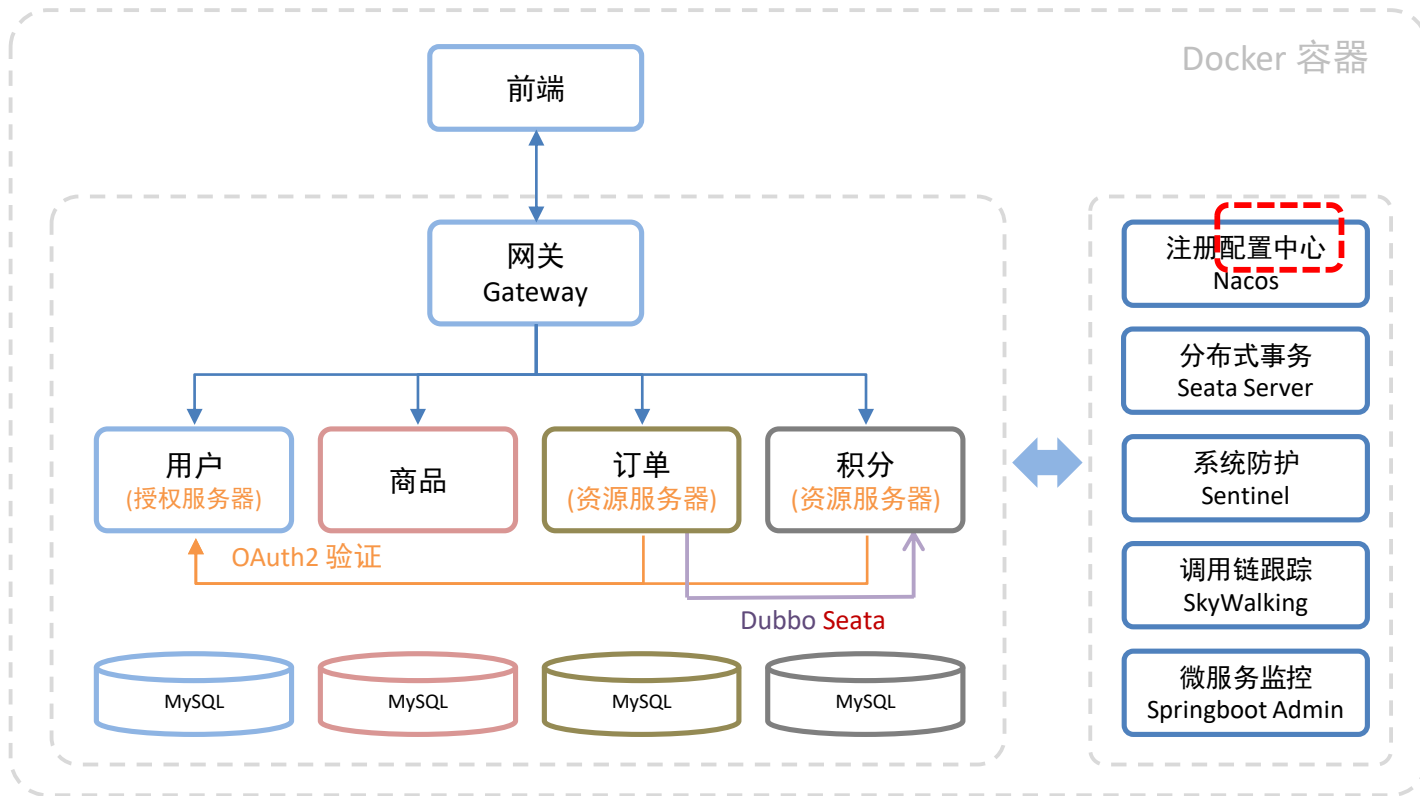 Docker 容器
前端
网关
Gateway
用户
(授权服务器)
商品
订单
(资源服务器)
积分
(资源服务器)
OAuth2 验证
Dubbo Seata
MySQL
MySQL
MySQL
MySQL
注册配置中心
Nacos
分布式事务
Seata Server
系统防护
Sentinel
调用链跟踪
SkyWalking
微服务监控
Springboot Admin